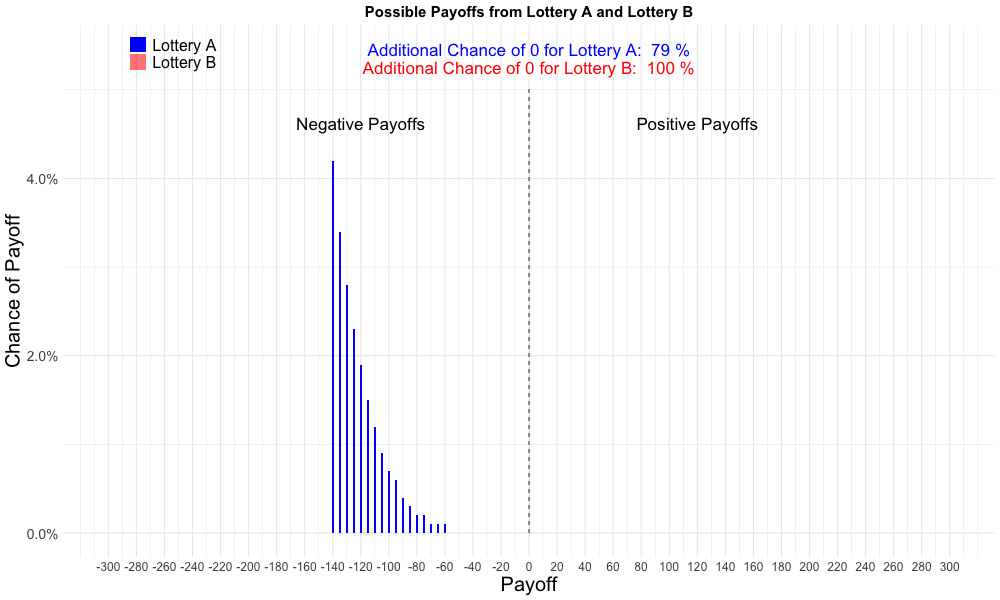 Possible Payoffs from Lottery A and Lottery B
Lottery A
Lottery B
Additional Chance of 0 for Lottery A:  79 %
Additional Chance of 0 for Lottery B:  100 %
Negative Payoffs
Positive Payoffs
Chance of Payoff
4.0%
2.0%
0.0%
-300 -280 -260 -240 -220 -200 -180 -160 -140 -120 -100 -80 -60 -40 -20 0 20 40 60 80 100 120 140 160 180 200 220 240 260 280 300
Payoff